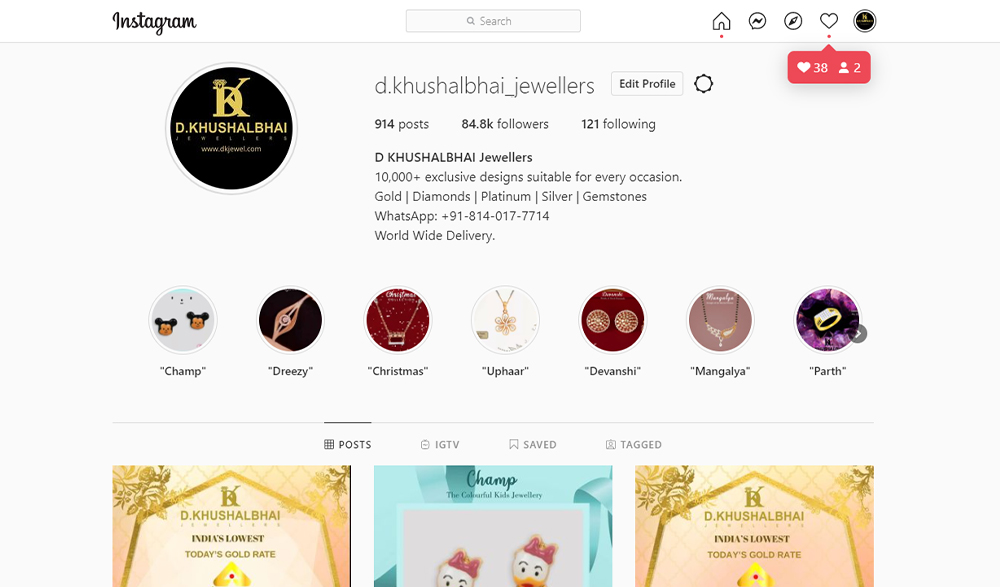 Instagram
Search
38 2
d.khushalbhai_jewellers Edit Profile
914 posts 84.8k followers 121 following
D KHUSHALBHAI Jewellers
10,000+ exclusive designs suitable for every occasion.
Gold | Diamonds | Platinum | Silver | Gemstones
WhatsApp: +91-814-017-7714
World Wide Delivery.
DK
D.KHUSHALBHAI
JEWELLERS
www.dkjewel.com
Christmas
Devanshi
Mangalya
"Champ" "Dreezy" "Christmas" "Uphaar" "Devanshi" "Mangalya" "Parth"
POSTS IGTV SAVED TAGGED
DK
D.KHUSHALBHAI
JEWELLERS
INDIA'S LOWEST
TODAY'S GOLD RATE
Champ
The Colourful Kids Jewellery
DK
D.KHUSHALBHAI
JEWELLERS
INDIA'S LOWEST
TODAY'S GOLD RATE